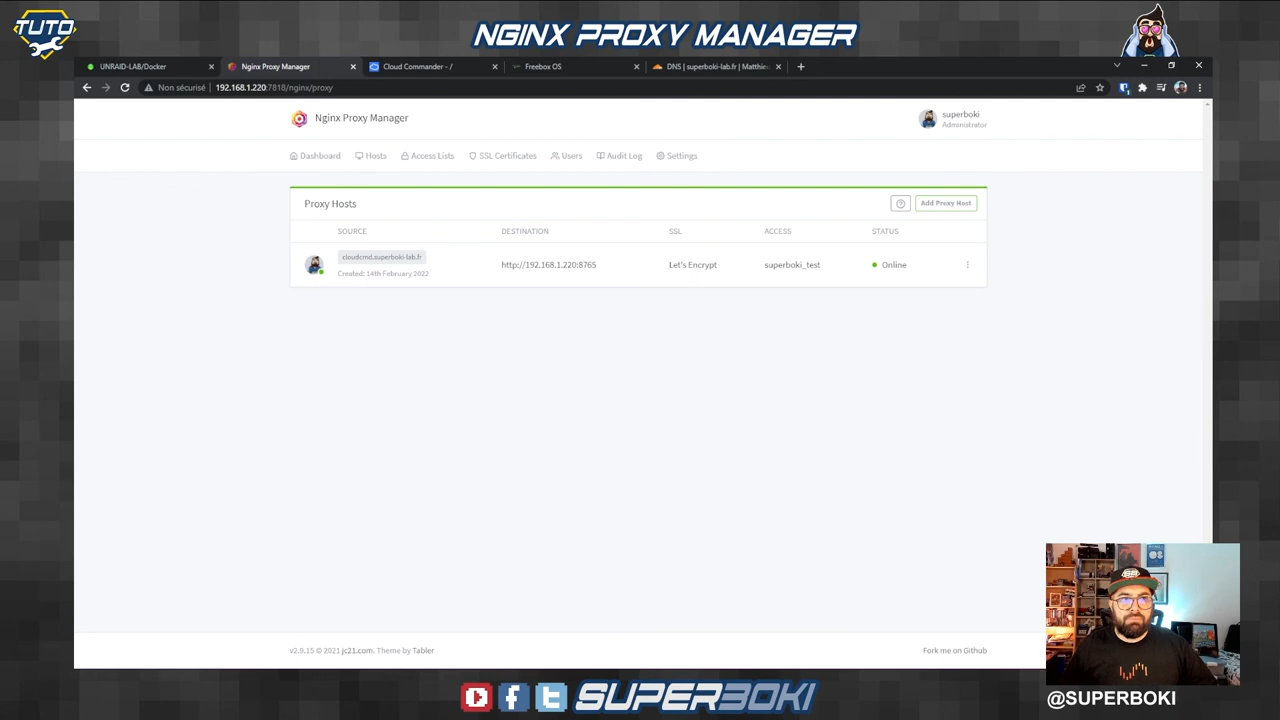 TUTO
NGINX PROXY MANAGER
UNRAID-LAB/Docker
Nginx Proxy Manager
Cloud Commander - /
Freebox OS
DNS | superboki-lab.fr | Matthie
Non sécurisé
192.168.1.220:7818/nginx/proxy
Nginx Proxy Manager
superboki
Administrator
Dashboard
Hosts
Access Lists
SSL Certificates
Users
Audit Log
Settings
Proxy Hosts
Add Proxy Host
SOURCE
DESTINATION
SSL
ACCESS
STATUS
cloudcmd.superboki-lab.fr
Created: 14th February 2022
http://192.168.1.220:8765
Let's Encrypt
superboki_test
Online
v2.9.15 © 2021 jc21.com. Theme by Tabler
Fork me on Github
SUPERBOKI
@SUPERBOKI